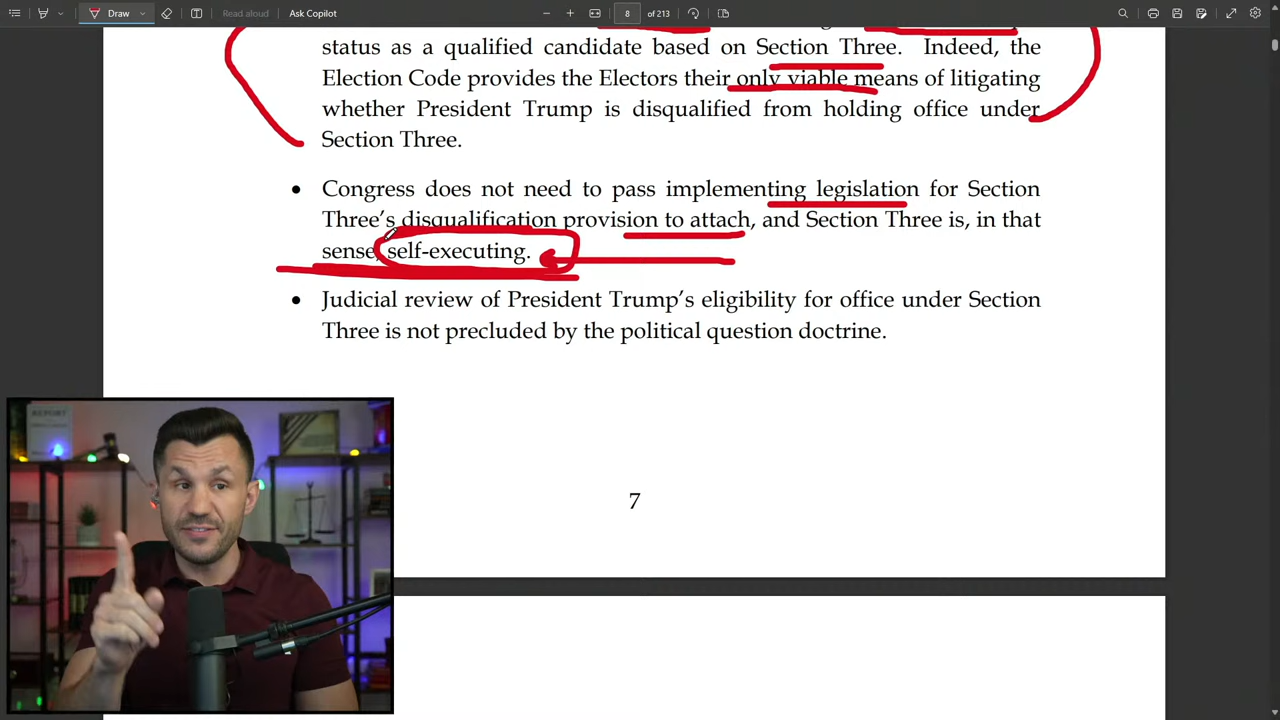 Draw
Read aloud
Ask Copilot
8 of 213
status as a qualified candidate based on Section Three. Indeed, the
Election Code provides the Electors their only viable means of litigating
whether President Trump is disqualified from holding office under
Section Three.
• Congress does not need to pass implementing legislation for Section
Three’s disqualification provision to attach, and Section Three is, in that
sense, self-executing.
• Judicial review of President Trump’s eligibility for office under Section
Three is not precluded by the political question doctrine.
REPORT
7